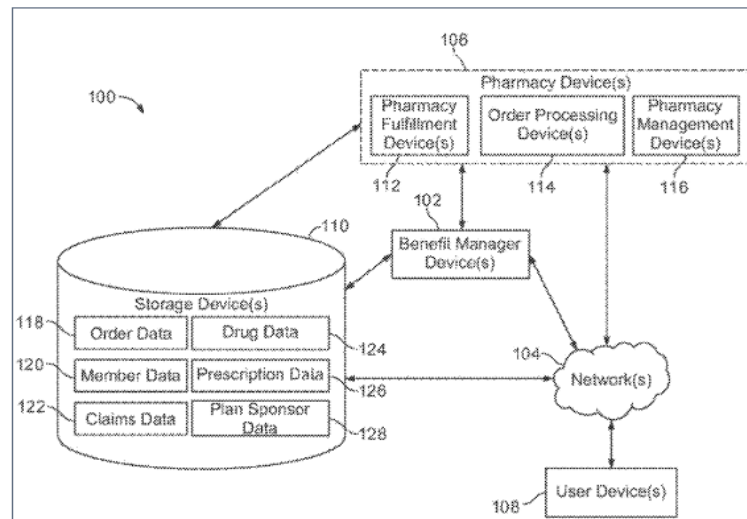 106
Pharmacy Device(s)
100
Pharmacy
Fulfillment
Device(s)
Order Processing
Device(s)
Pharmacy
Management
Device(s)
112
114
116
102
110
Benefit Manager
Device(s)
Storage Device(s)
118
Order Data
Drug Data
124
120
Member Data
Prescription Data
126
122
Claims Data
Plan Sponsor
Data
128
104
Network(s)
108
User Device(s)